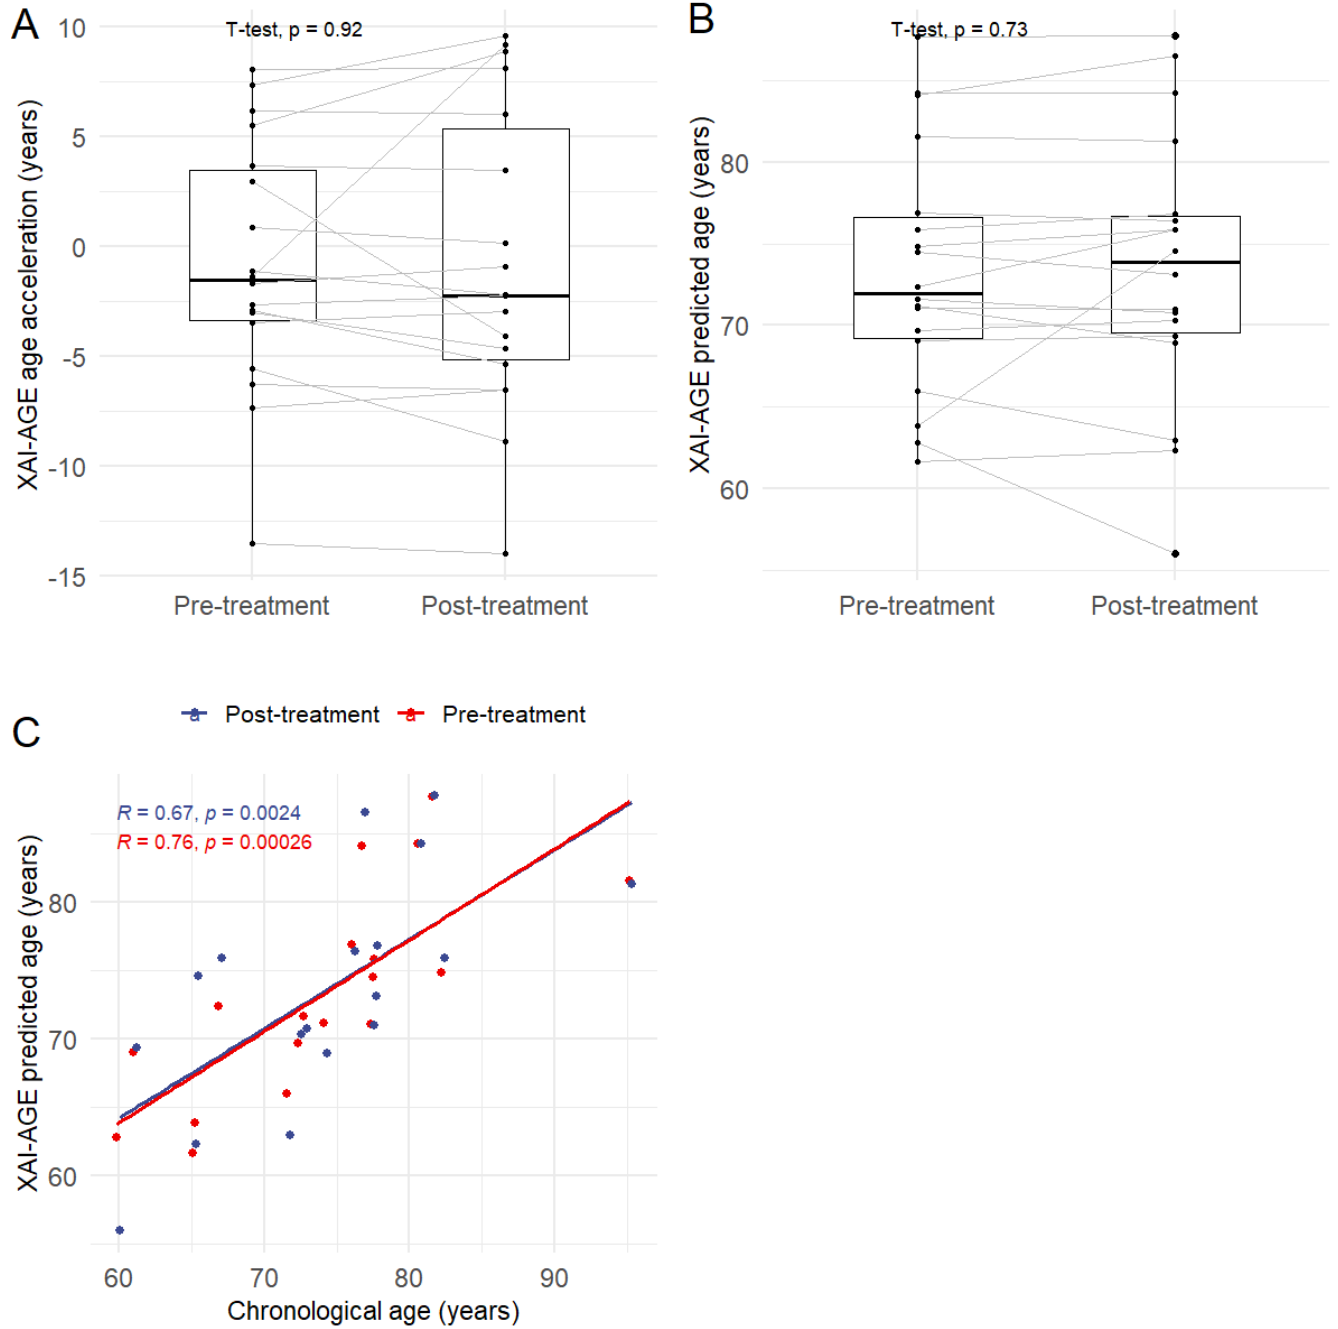 A
T-test, p = 0.92
XAI-AGE age acceleration (years)
10
5
0
-5
-10
-15
Pre-treatment Post-treatment
B
T-test, p = 0.73
XAI-AGE predicted age (years)
80
70
60
Pre-treatment Post-treatment
C
a Post-treatment a Pre-treatment
R = 0.67, p = 0.0024
R = 0.76, p = 0.00026
XAI-AGE predicted age (years)
80
70
60
60 70 80 90
Chronological age (years)